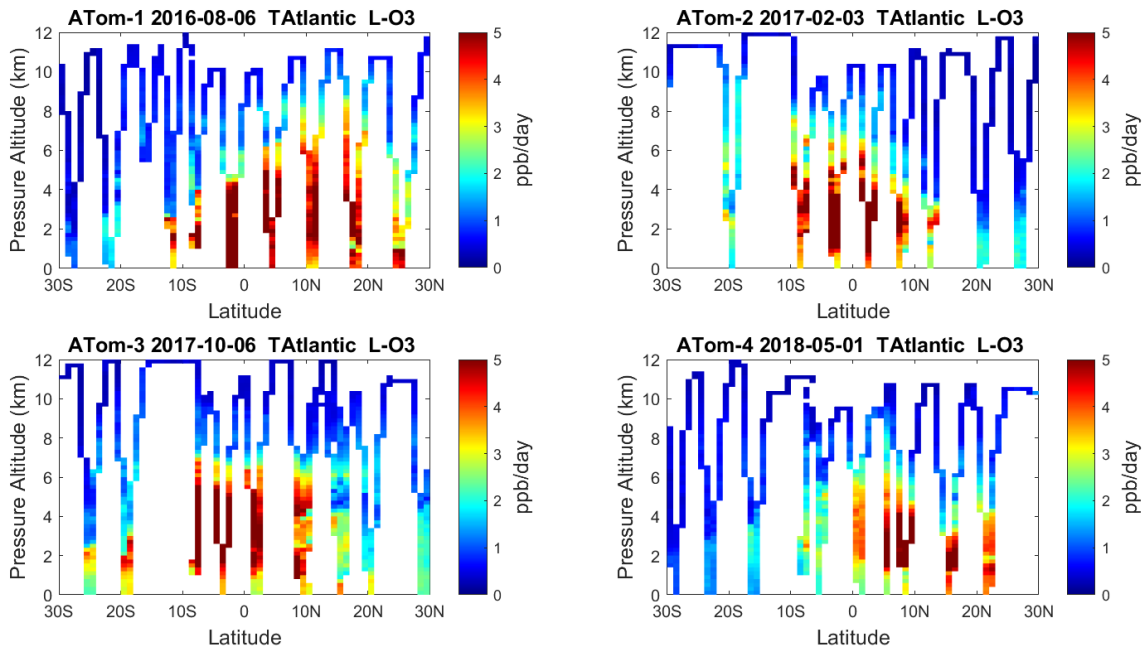 ATom-1 2016-08-06 TAtlantic L-O3
Pressure Altitude (km)
12
10
8
6
4
2
0
30S 20S 10S 0 10N 20N 30N
Latitude
5
4
3
2
1
0
ppb/day
ATom-2 2017-02-03 TAtlantic L-O3
Pressure Altitude (km)
12
10
8
6
4
2
0
30S 20S 10S 0 10N 20N 30N
Latitude
5
4
3
2
1
0
ppb/day
ATom-3 2017-10-06 TAtlantic L-O3
Pressure Altitude (km)
12
10
8
6
4
2
0
30S 20S 10S 0 10N 20N 30N
Latitude
5
4
3
2
1
0
ppb/day
ATom-4 2018-05-01 TAtlantic L-O3
Pressure Altitude (km)
12
10
8
6
4
2
0
30S 20S 10S 0 10N 20N 30N
Latitude
5
4
3
2
1
0
ppb/day